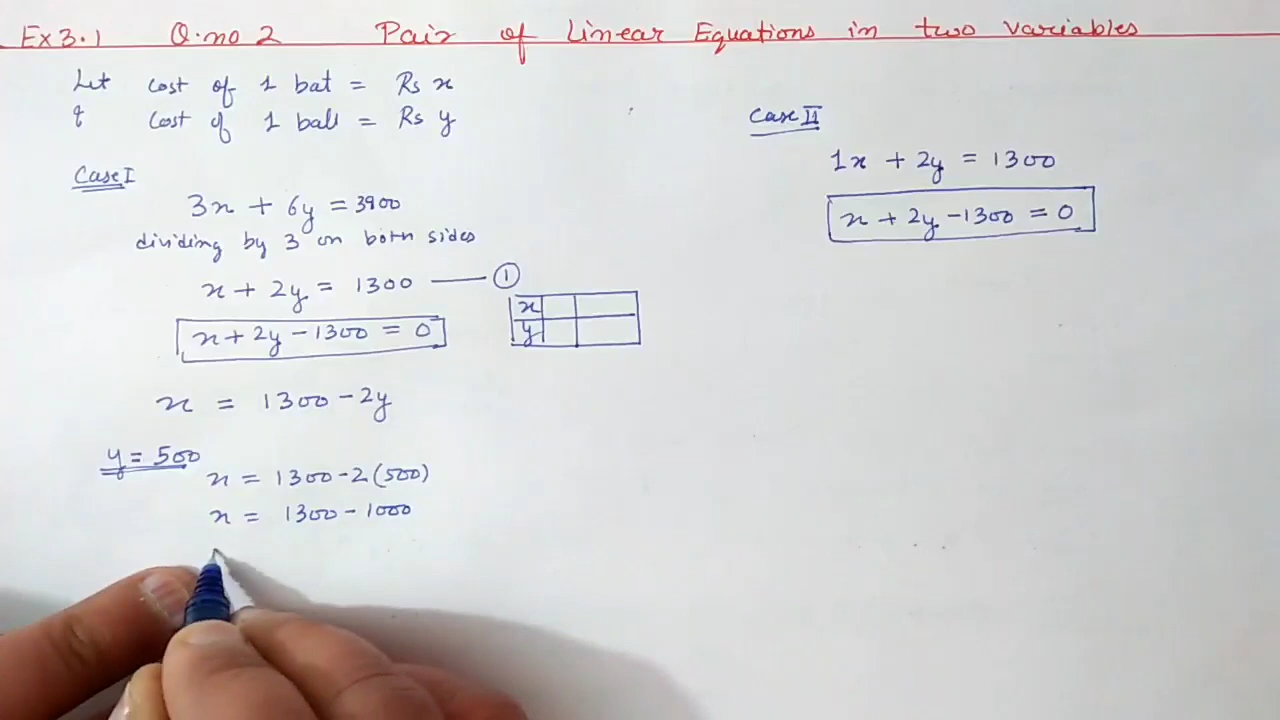 Ex 3.1 Q.no 2 Pair of Linear Equations in two variables
Let cost of 1 bat = Rs x
& cost of 1 ball = Rs y
Case I
3x + 6y = 3900
dividing by 3 on both sides
x + 2y = 1300 —— ①
x + 2y - 1300 = 0
x
y
x = 1300 - 2y
y = 500
x = 1300 - 2(500)
x = 1300 - 1000
Case II
1x + 2y = 1300
x + 2y - 1300 = 0